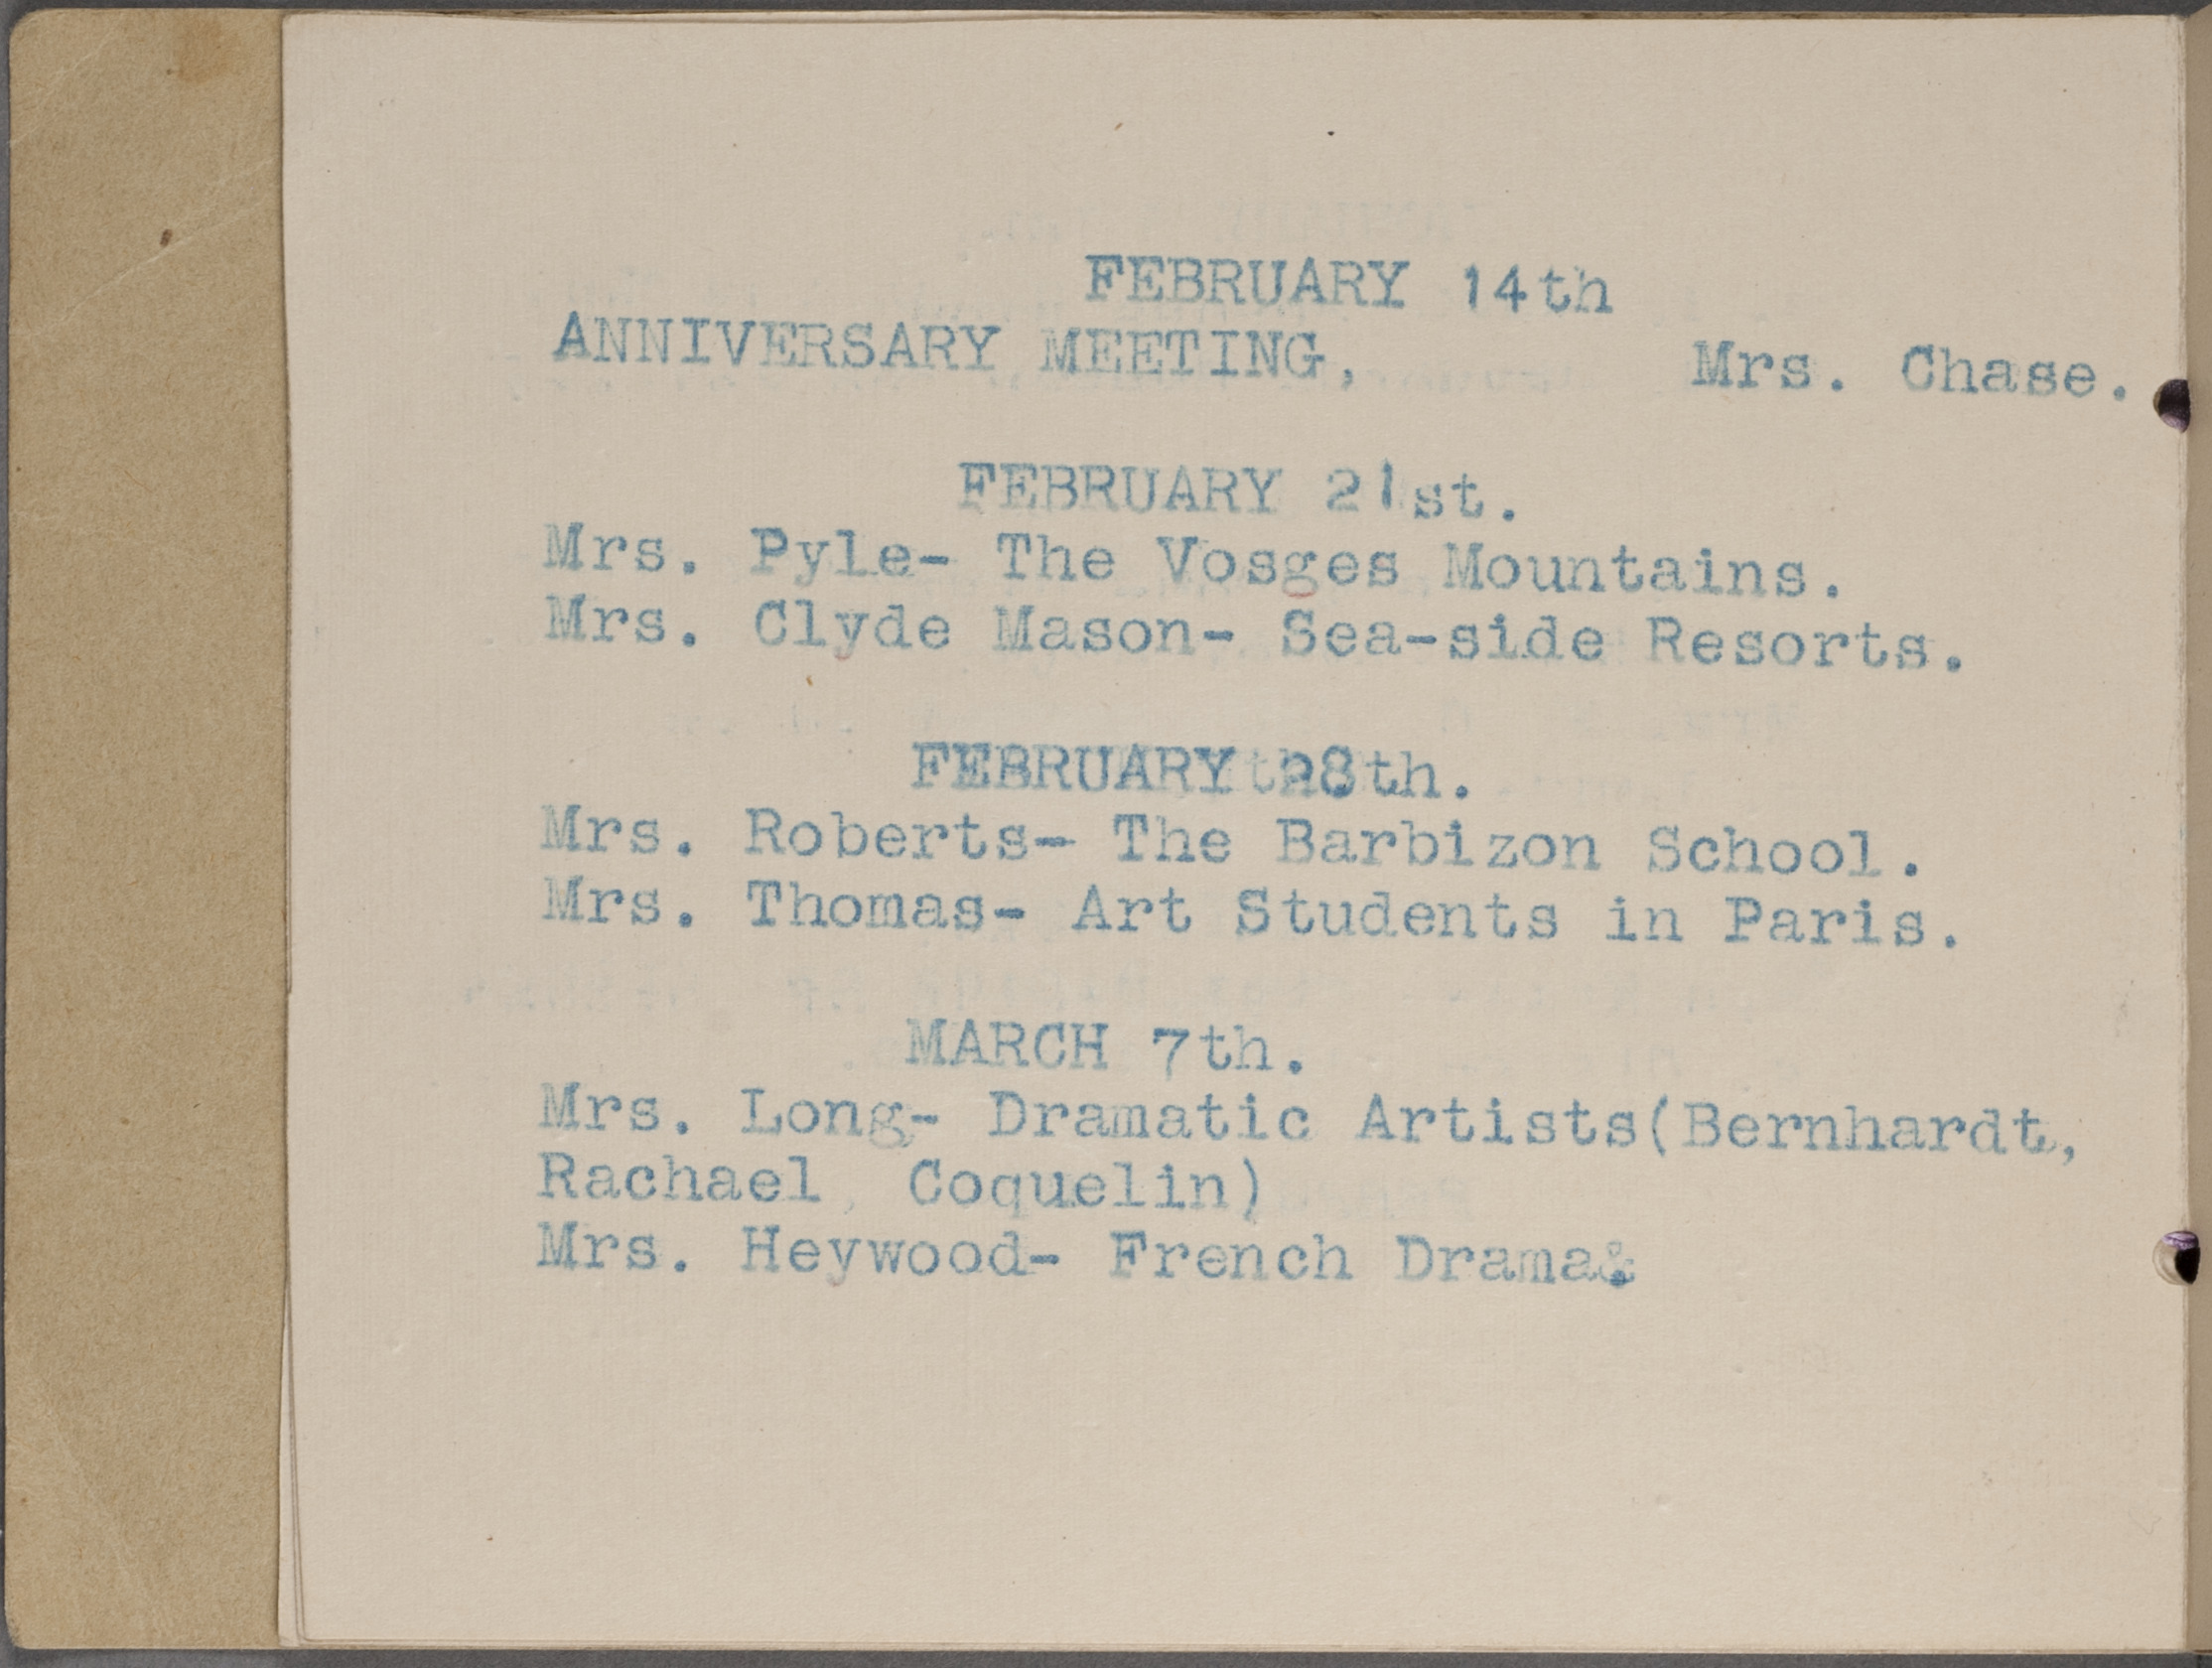 FEBRUARY 14th
ANNIVERSARY MEETING, Mrs. Chase.
FEBRUARY 21st.
Mrs. Pyle- The Vosges Mountains.
Mrs. Clyde Mason- Sea-side Resorts.
FEBRUARY 28th.
Mrs. Roberts- The Barbizon School.
Mrs. Thomas- Art Students in Paris.
MARCH 7th.
Mrs. Long- Dramatic Artists(Bernhardt,
Rachael, Coquelin)
Mrs. Heywood- French Drama.